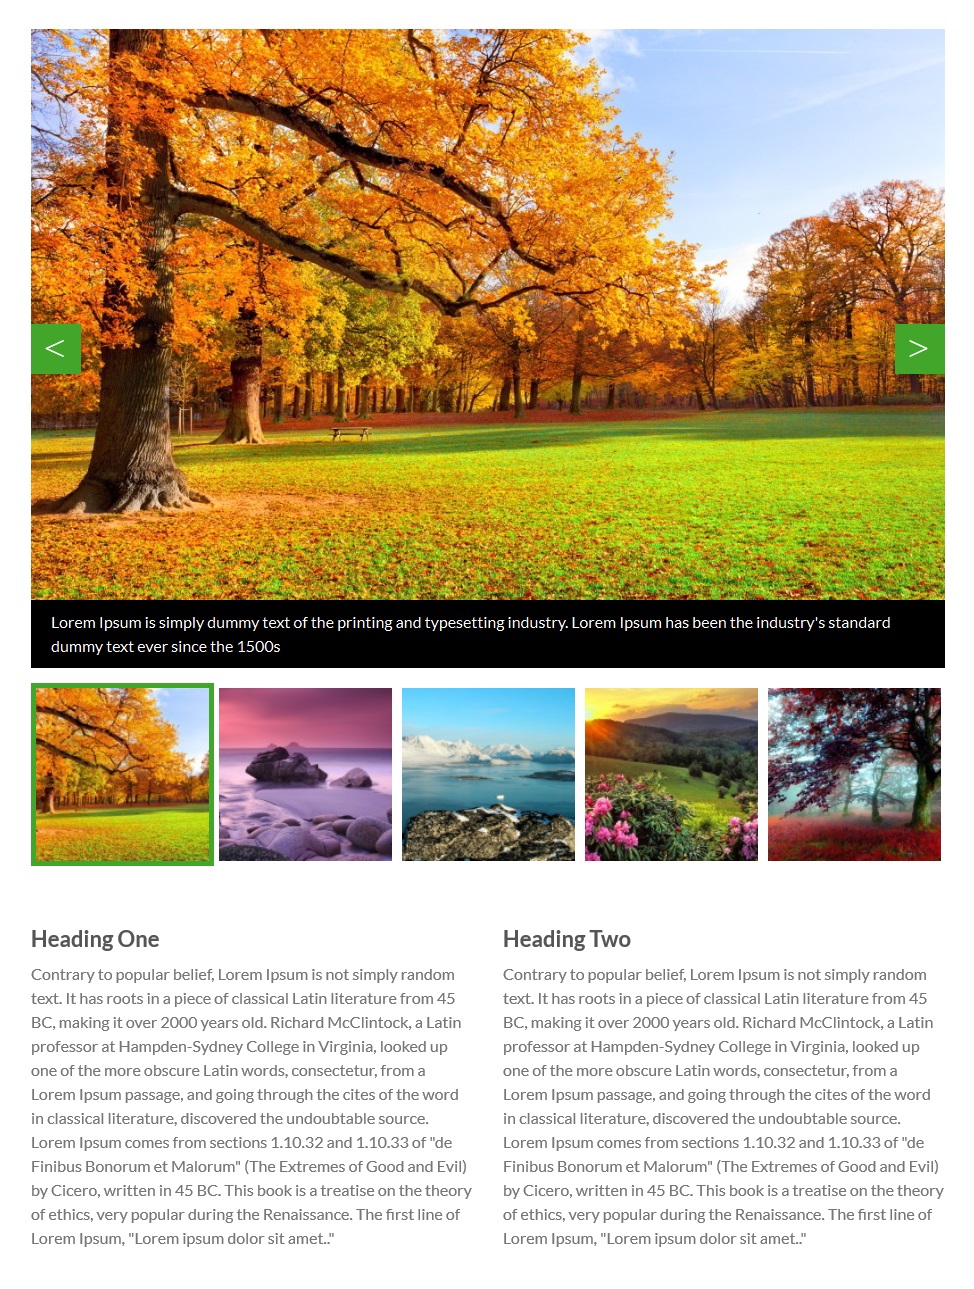 <
>
Lorem Ipsum is simply dummy text of the printing and typesetting industry. Lorem Ipsum has been the industry's standard
dummy text ever since the 1500s
Heading One
Contrary to popular belief, Lorem Ipsum is not simply random
text. It has roots in a piece of classical Latin literature from 45
BC, making it over 2000 years old. Richard McClintock, a Latin
professor at Hampden-Sydney College in Virginia, looked up
one of the more obscure Latin words, consectetur, from a
Lorem Ipsum passage, and going through the cites of the word
in classical literature, discovered the undoubtable source.
Lorem Ipsum comes from sections 1.10.32 and 1.10.33 of "de
Finibus Bonorum et Malorum" (The Extremes of Good and Evil)
by Cicero, written in 45 BC. This book is a treatise on the theory
of ethics, very popular during the Renaissance. The first line of
Lorem Ipsum, "Lorem ipsum dolor sit amet.."
Heading Two
Contrary to popular belief, Lorem Ipsum is not simply random
text. It has roots in a piece of classical Latin literature from 45
BC, making it over 2000 years old. Richard McClintock, a Latin
professor at Hampden-Sydney College in Virginia, looked up
one of the more obscure Latin words, consectetur, from a
Lorem Ipsum passage, and going through the cites of the word
in classical literature, discovered the undoubtable source.
Lorem Ipsum comes from sections 1.10.32 and 1.10.33 of "de
Finibus Bonorum et Malorum" (The Extremes of Good and Evil)
by Cicero, written in 45 BC. This book is a treatise on the theory
of ethics, very popular during the Renaissance. The first line of
Lorem Ipsum, "Lorem ipsum dolor sit amet.."